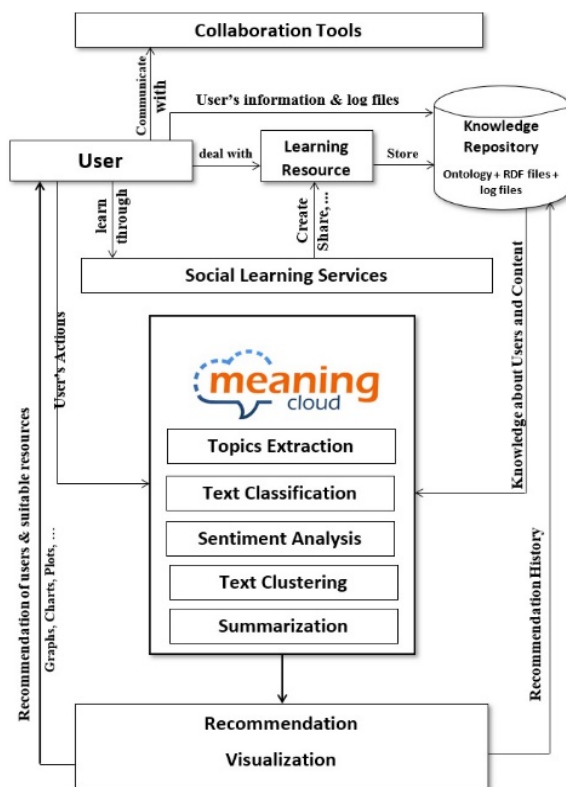 Collaboration Tools
Communicate
with
User's information & log files
User
deal with
Learning
Resource
Store
Knowledge
Repository
Ontology + RDF files +
log files
learn
through
Create
Share, ...
Social Learning Services
User's Actions
Knowledge about Users and Content
meaning
cloud
Topics Extraction
Text Classification
Sentiment Analysis
Text Clustering
Summarization
Recommendation of users & suitable resources
Graphs, Charts, Plots, ...
Recommendation History
Recommendation
Visualization